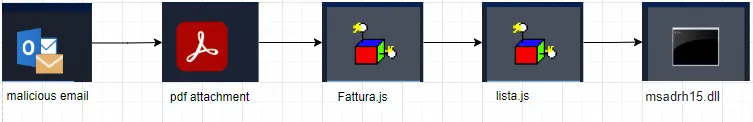 malicious email
pdf attachment
Fattura.js
lista.js
msadrh15.dll